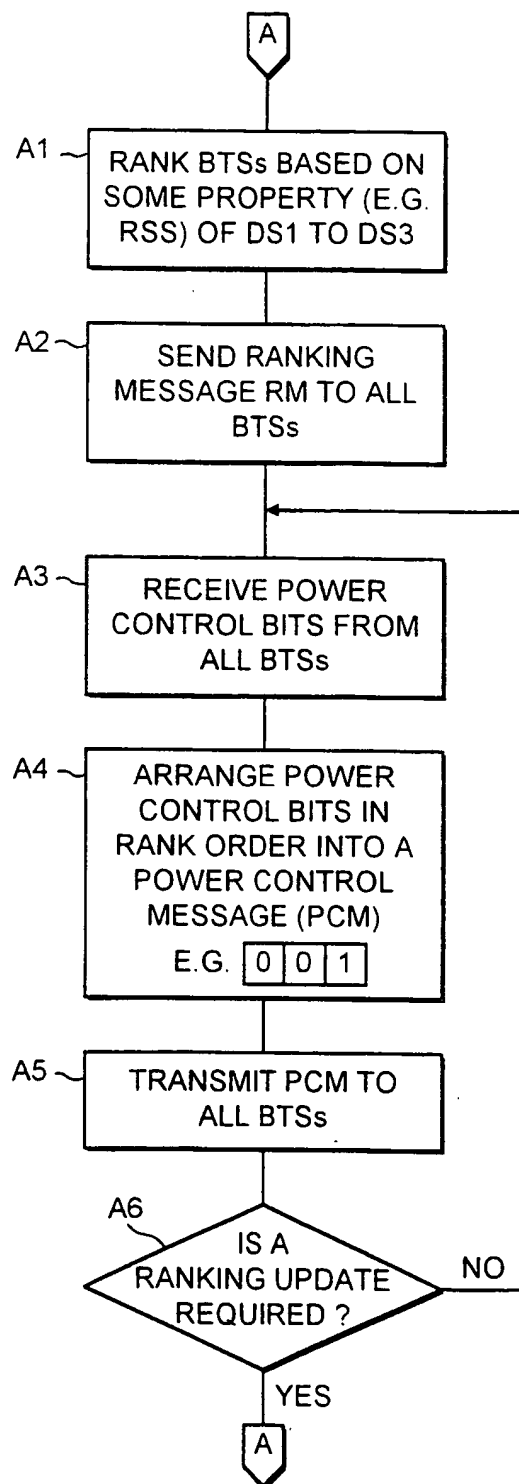 A
A1
RANK BTSs BASED ON
SOME PROPERTY (E.G.
RSS) OF DS1 TO DS3
A2
SEND RANKING
MESSAGE RM TO ALL
BTSs
A3
RECEIVE POWER
CONTROL BITS FROM
ALL BTSs
A4
ARRANGE POWER
CONTROL BITS IN
RANK ORDER INTO A
POWER CONTROL
MESSAGE (PCM)
E.G. 0 0 1
A5
TRANSMIT PCM TO
ALL BTSs
A6
IS A
RANKING UPDATE
REQUIRED ?
NO
YES
A